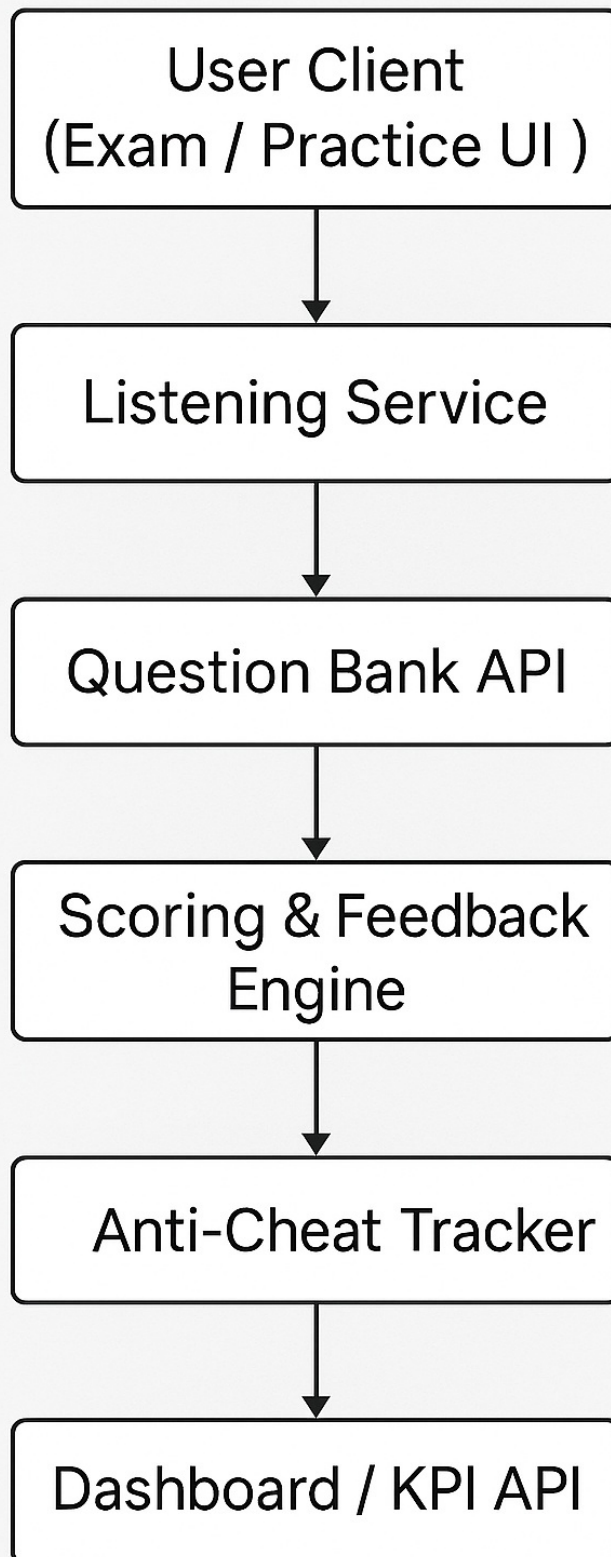 User Client
(Exam / Practice UI )
Listening Service
Question Bank API
Scoring & Feedback
Engine
Anti-Cheat Tracker
Dashboard / KPI API